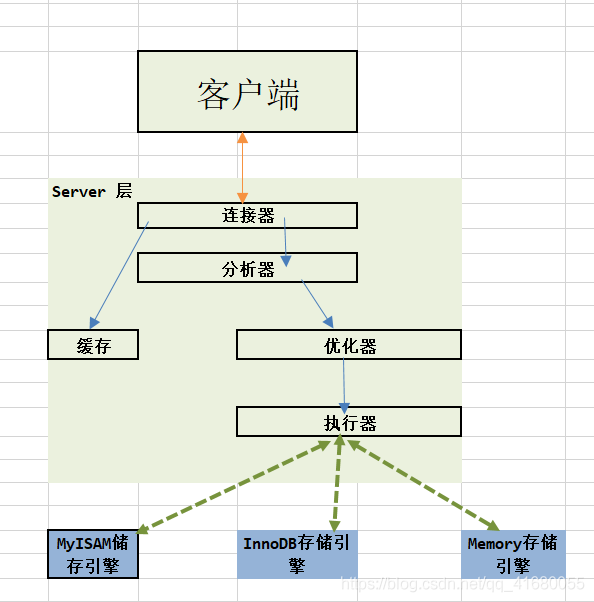 客户端
Server 层
连接器
分析器
缓存
优化器
执行器
MyISAM储
存引擎
InnoDB存储引
擎
Memory存储
引擎
https://blog.csdn.net/qq_41680055